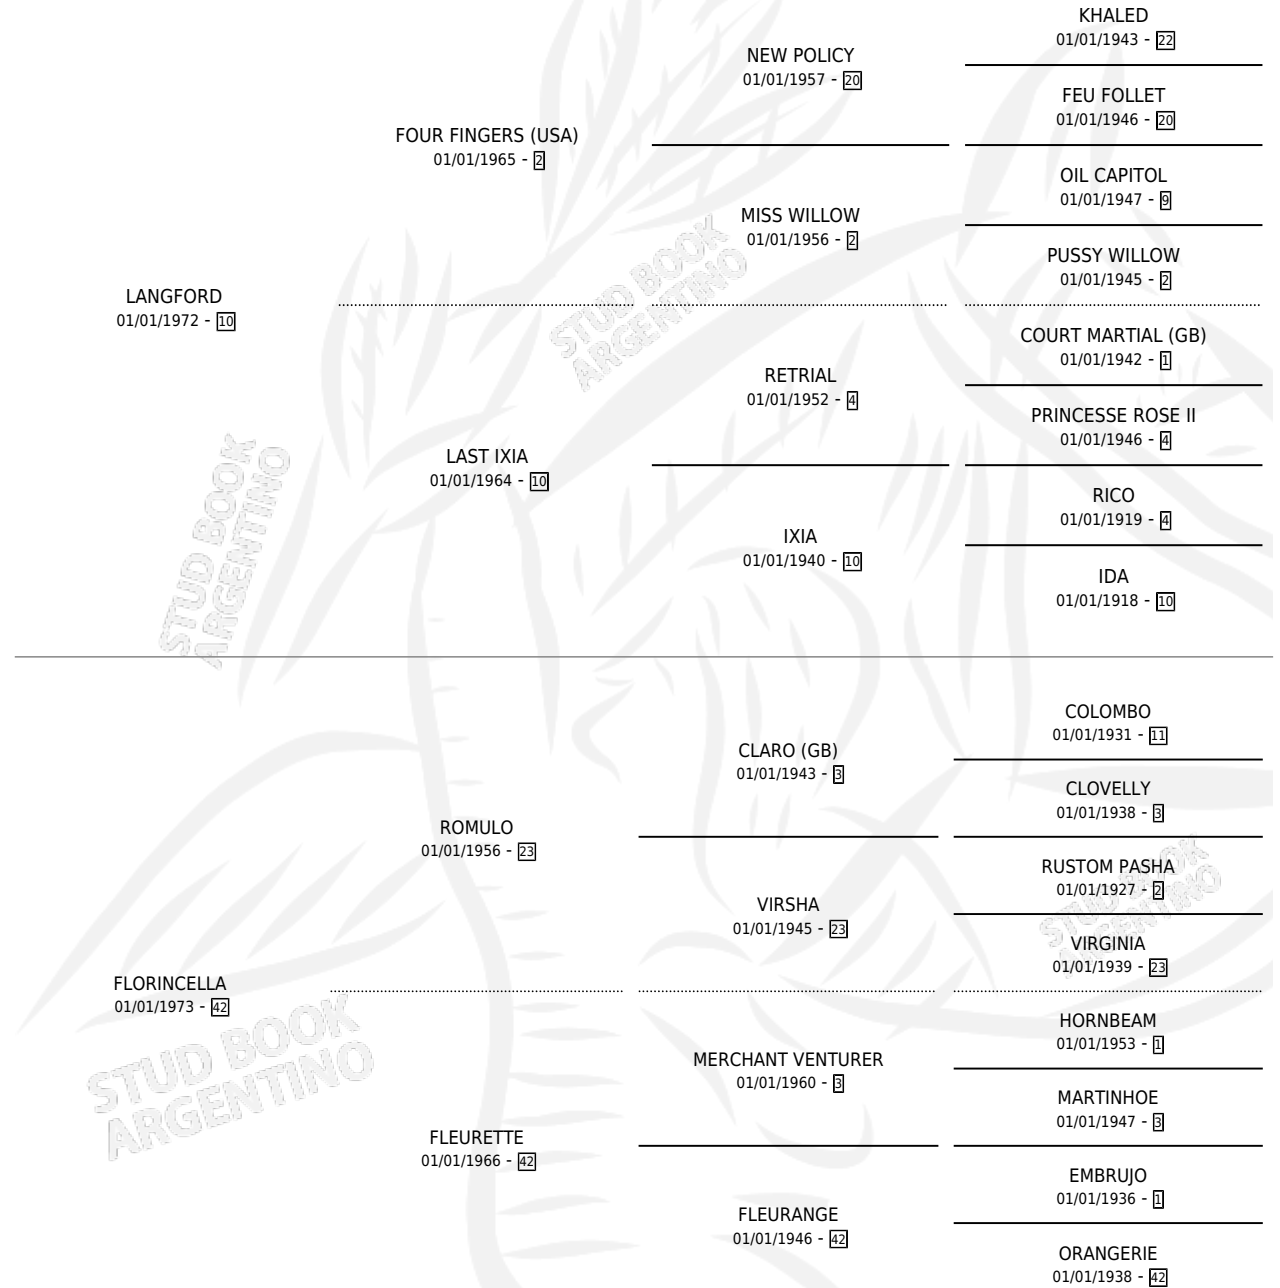 KHALED
01/01/1943 - 22
NEW POLICY
01/01/1957 - 20
FEU FOLLET
01/01/1946 - 20
FOUR FINGERS (USA)
01/01/1965 - 2
OIL CAPITOL
01/01/1947 - 9
MISS WILLOW
01/01/1956 - 2
PUSSY WILLOW
01/01/1945 - 2
LANGFORD
01/01/1972 - 10
COURT MARTIAL (GB)
01/01/1942 - 1
RETRIAL
01/01/1952 - 4
PRINCESSE ROSE II
01/01/1946 - 4
LAST IXIA
01/01/1964 - 10
RICO
01/01/1919 - 4
IXIA
01/01/1940 - 10
IDA
01/01/1918 - 10
STUD BOOK
ARGENTINO
STUD BOOK
ARGENTINO
COLOMBO
01/01/1931 - 11
CLARO (GB)
01/01/1943 - 3
CLOVELLY
01/01/1938 - 3
ROMULO
01/01/1956 - 23
RUSTOM PASHA
01/01/1927 - 2
VIRSHA
01/01/1945 - 23
VIRGINIA
01/01/1939 - 23
FLORINCELLA
01/01/1973 - 42
HORNBEAM
01/01/1953 - 1
MERCHANT VENTURER
01/01/1960 - 3
MARTINHOE
01/01/1947 - 3
FLEURETTE
01/01/1966 - 42
EMBRUJO
01/01/1936 - 1
FLEURANGE
01/01/1946 - 42
ORANGERIE
01/01/1938 - 42
STUD BOOK
ARGENTINO
STUD BOOK
ARGENTINO